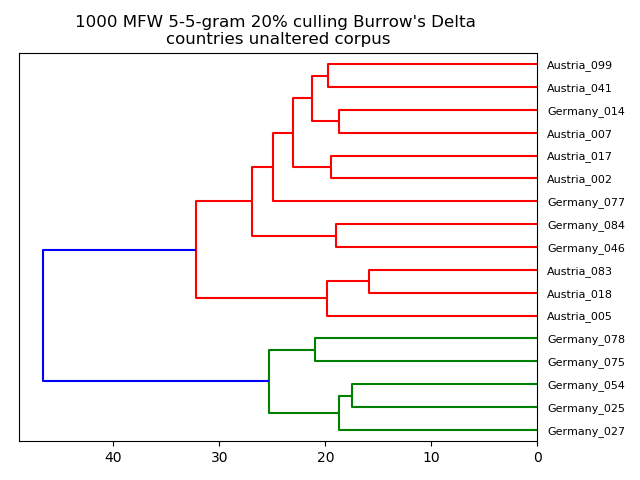 1000 MFW 5-5-gram 20% culling Burrow's Delta
countries unaltered corpus
Austria_099
Austria_041
Germany_014
Austria_007
Austria_017
Austria_002
Germany_077
Germany_084
Germany_046
Austria_083
Austria_018
Austria_005
Germany_078
Germany_075
Germany_054
Germany_025
Germany_027
40 30 20 10 0